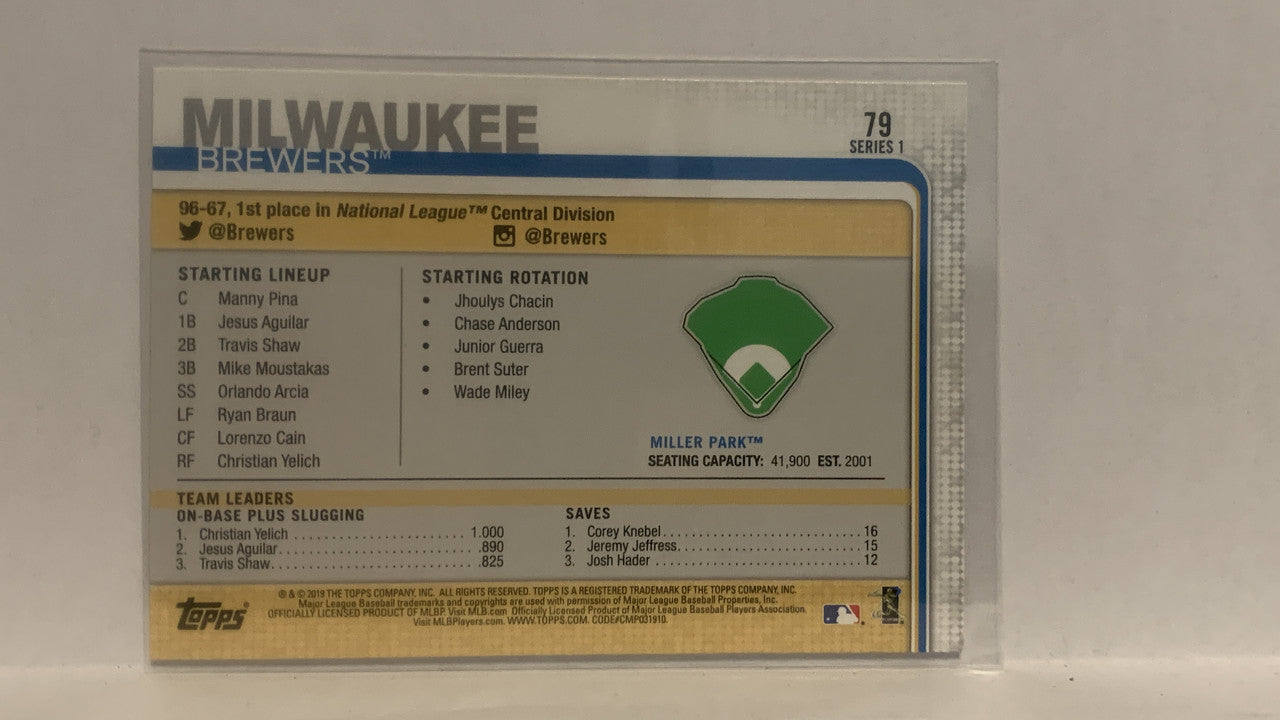 MILWAUKEE
BREWERS™
79
SERIES 1
96-67, 1st place in National League™ Central Division
@Brewers
@Brewers
STARTING LINEUP
C Manny Pina
1B Jesus Aguilar
2B Travis Shaw
3B Mike Moustakas
SS Orlando Arcia
LF Ryan Braun
CF Lorenzo Cain
RF Christian Yelich
STARTING ROTATION
• Jhoulys Chacin
• Chase Anderson
• Junior Guerra
• Brent Suter
• Wade Miley
MILLER PARK™
SEATING CAPACITY: 41,900 EST. 2001
TEAM LEADERS
ON-BASE PLUS SLUGGING
1. Christian Yelich 1.000
2. Jesus Aguilar .890
3. Travis Shaw .825
SAVES
1. Corey Knebel 16
2. Jeremy Jeffress 15
3. Josh Hader 12
topps®
® & © 2019 THE TOPPS COMPANY, INC. ALL RIGHTS RESERVED. TOPPS IS A REGISTERED TRADEMARK OF THE TOPPS COMPANY, INC.
Major League Baseball trademarks and copyrights are used with permission of Major League Baseball Properties, Inc.
OFFICIALLY LICENSED PRODUCT OF MLBP. Visit MLB.com Officially Licensed Product of Major League Baseball Players Association.
Visit MLBPlayers.com. WWW.TOPPS.COM. CODE#CMP031910.